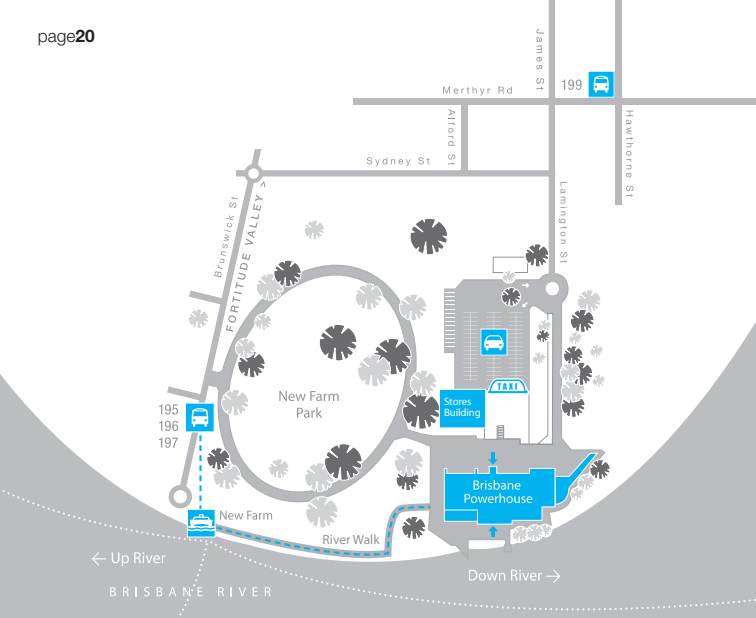 page20
James St
199
Merthyr Rd
Alford St
Hawthorne St
Sydney St
Brunswick St
FORTITUDE VALLEY >
Lamington St
TAXI
New Farm
Park
Stores
Building
195
196
197
Brisbane
Powerhouse
New Farm
River Walk
← Up River
Down River →
BRISBANE RIVER